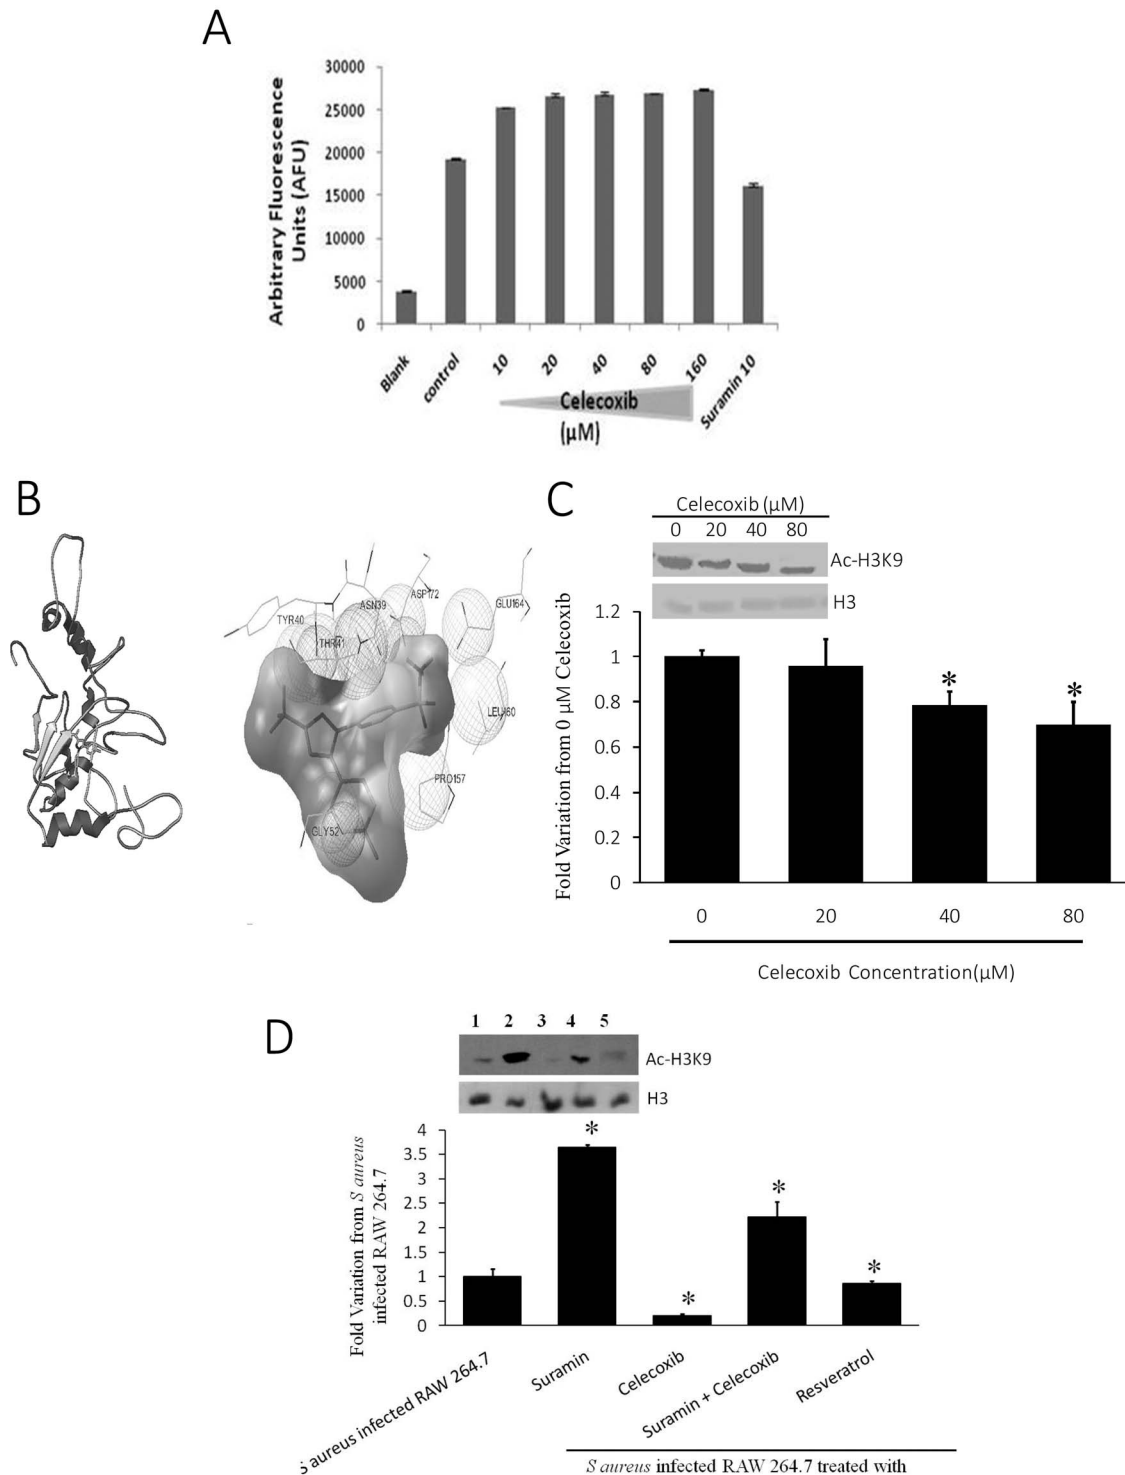 A
Arbitrary Fluorescence
Units (AFU)
30000
25000
20000
15000
10000
5000
0
Blank
control
10
20
40
80
160
Suramin 10
Celecoxib
(µM)
B
TYR40
THR41
ASN39
ASP172
GLU164
PRO157
GLY52
C
Celecoxib (µM)
0 20 40 80
Ac-H3K9
H3
Fold Variation from 0 µM Celecoxib
1.2
1
0.8
0.6
0.4
0.2
0
*
*
0 20 40 80
Celecoxib Concentration(µM)
D
1 2 3 4 5
Ac-H3K9
H3
Fold Variation from S aureus
infected RAW 264.7
4
3.5
3
2.5
2
1.5
1
0.5
0
*
*
*
*
S aureus infected RAW 264.7
Suramin
Celecoxib
Suramin + Celecoxib
Resveratrol
S aureus infected RAW 264.7 treated with